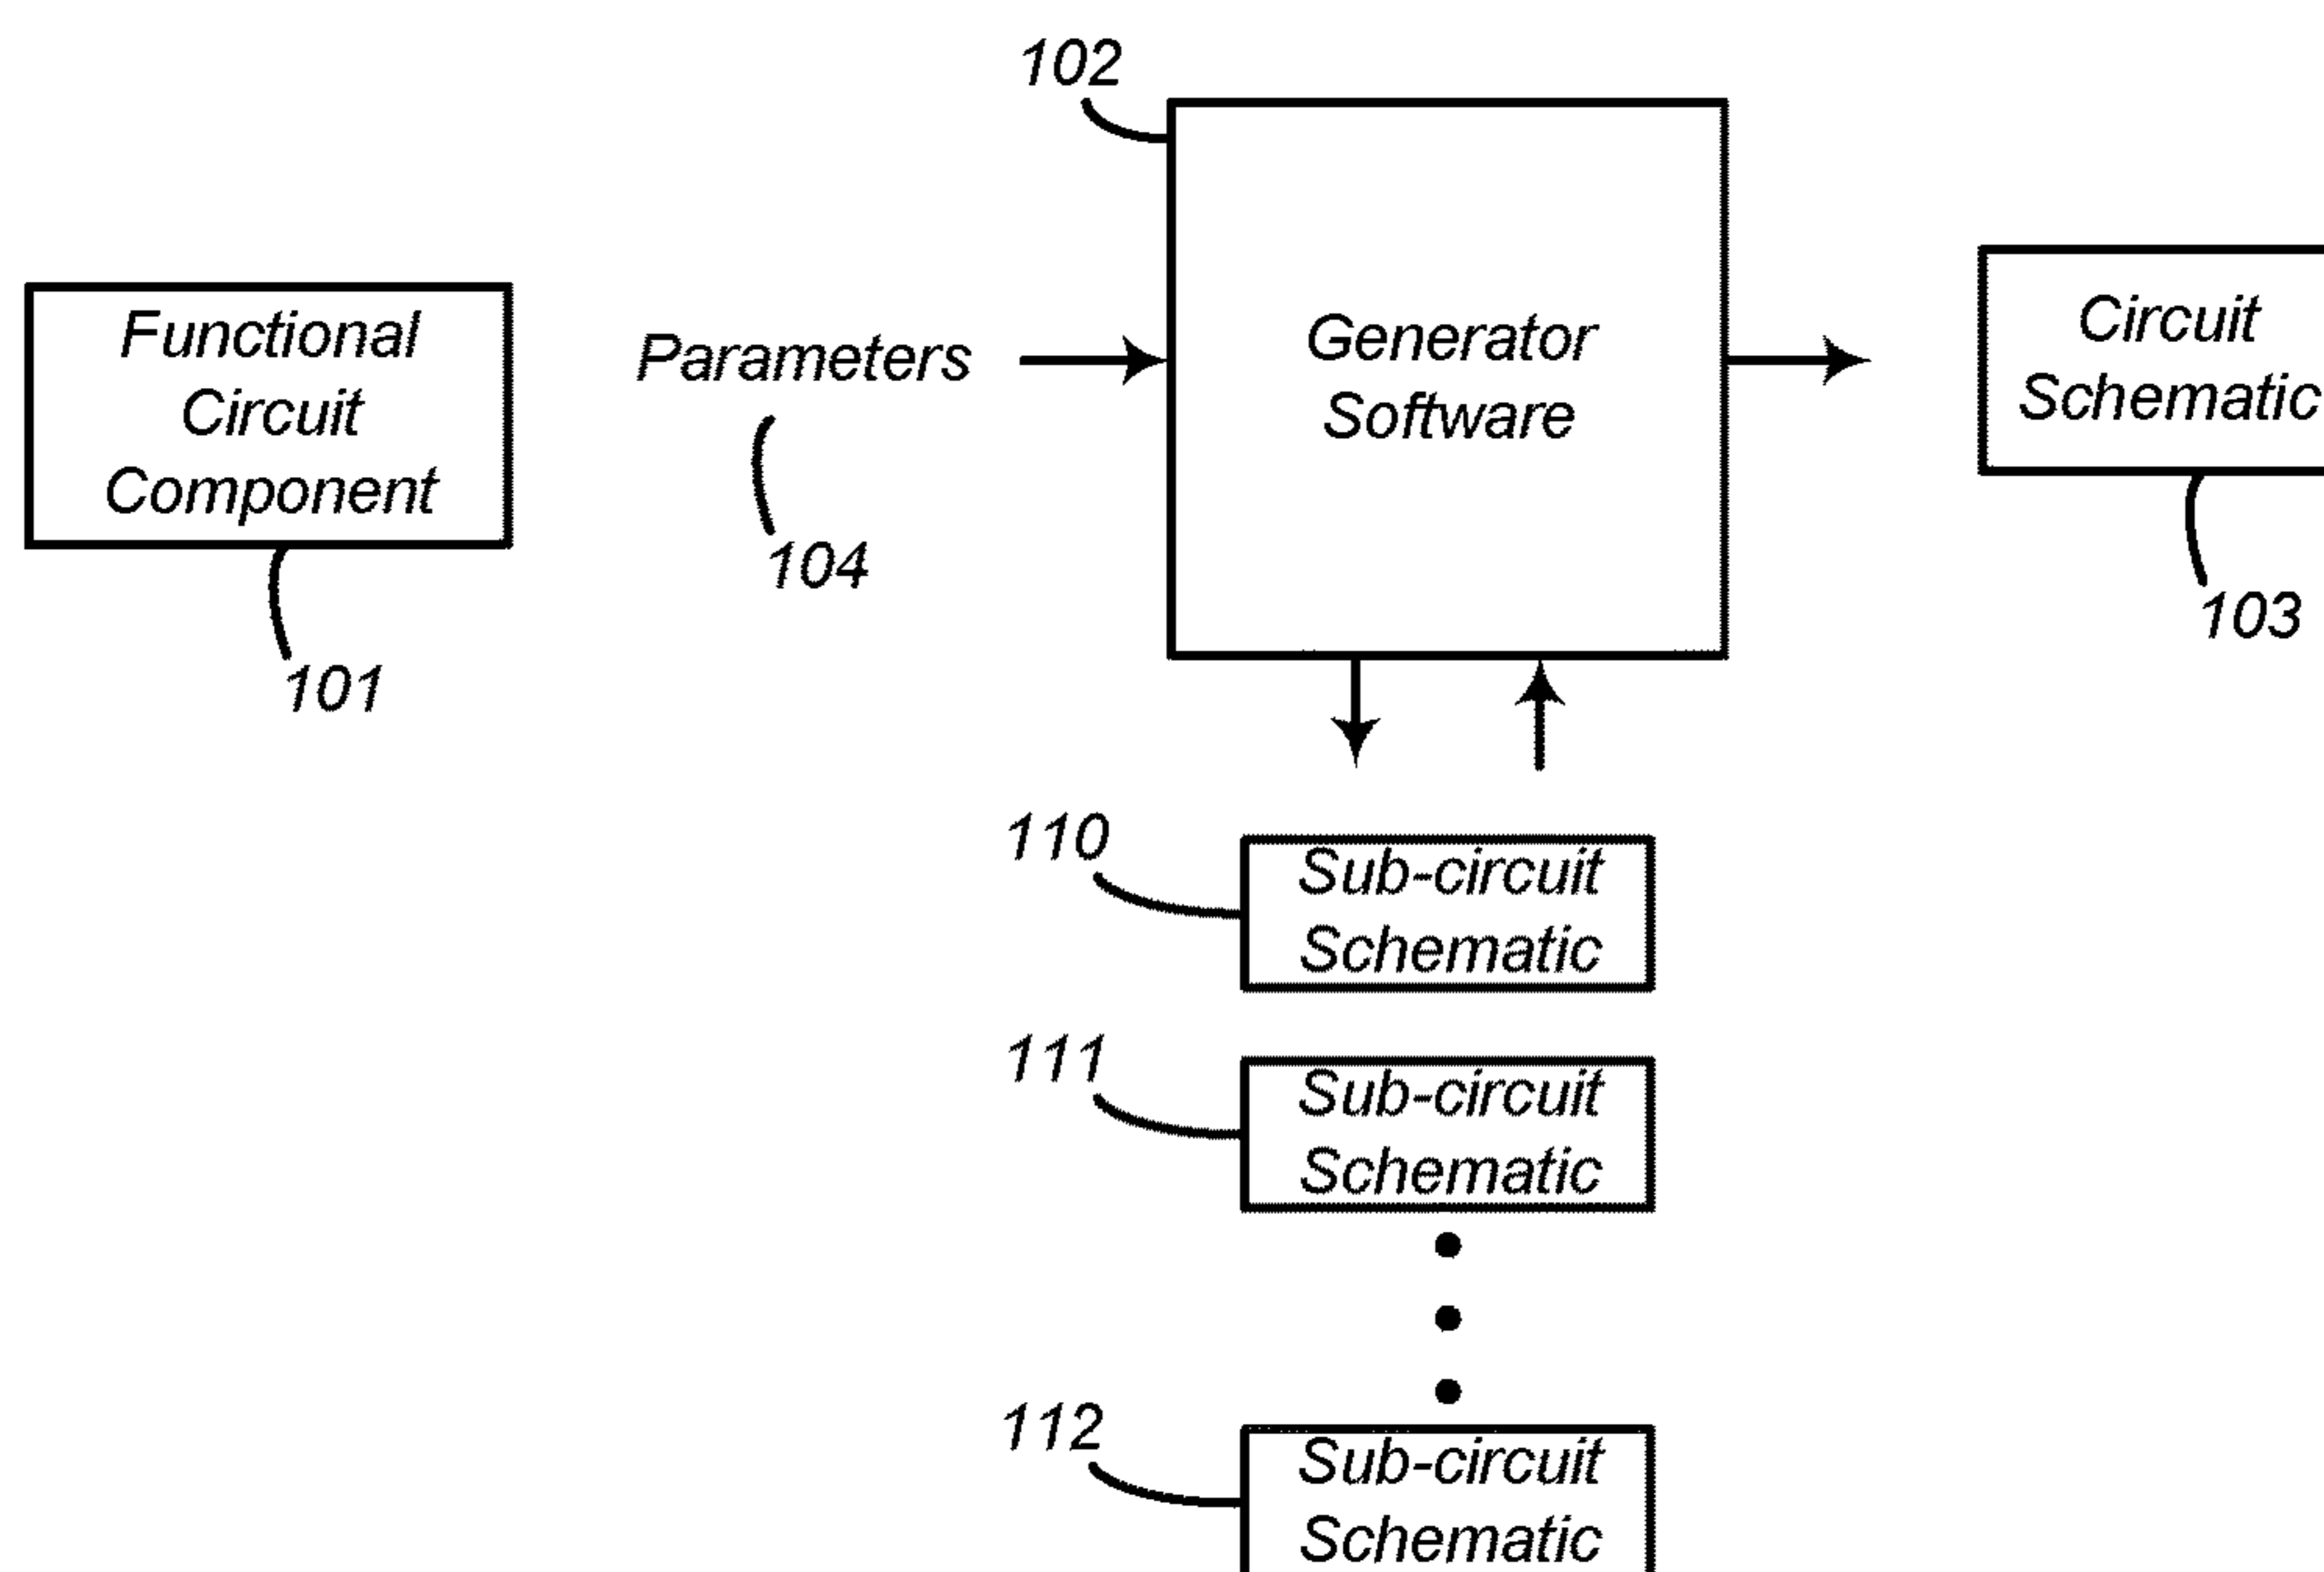 102
Functional
Circuit
Component
101
Parameters
104
Generator
Software
Circuit
Schematic
103
110
Sub-circuit
Schematic
111
Sub-circuit
Schematic
112
Sub-circuit
Schematic